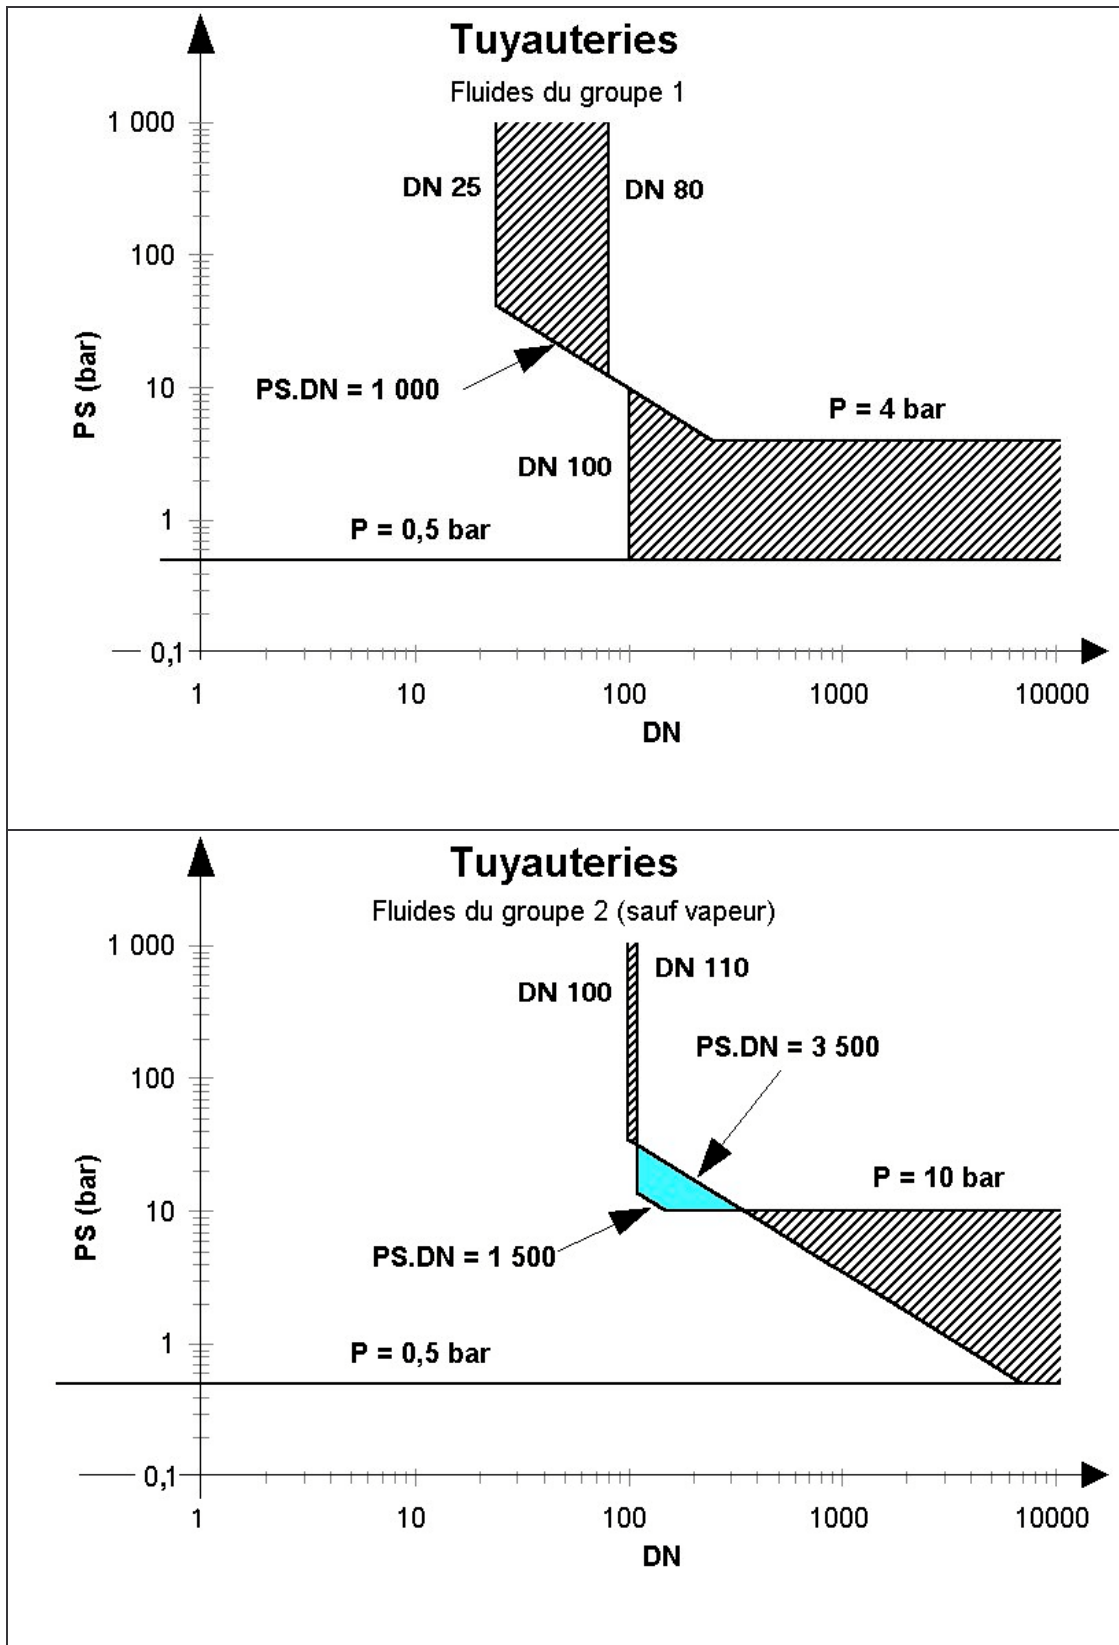 Tuyauteries
Fluides du groupe 1
1 000
DN 25
DN 80
100
PS (bar)
PS.DN = 1 000
10
P = 4 bar
DN 100
1
P = 0,5 bar
0,1
1 10 100 1000 10000
DN
Tuyauteries
Fluides du groupe 2 (sauf vapeur)
1 000
DN 100
DN 110
PS.DN = 3 500
100
PS (bar)
P = 10 bar
10
PS.DN = 1 500
1
P = 0,5 bar
0,1
1 10 100 1000 10000
DN